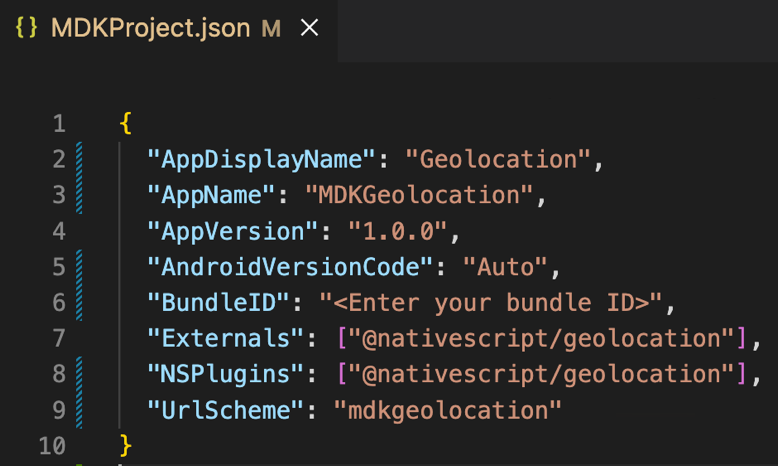 {} MDKProject.json M ×
1 {
2 "AppDisplayName": "Geolocation",
3 "AppName": "MDKGeolocation",
4 "AppVersion": "1.0.0",
5 "AndroidVersionCode": "Auto",
6 "BundleID": "<Enter your bundle ID>",
7 "Externals": ["@nativescript/geolocation"],
8 "NSPlugins": ["@nativescript/geolocation"],
9 "UrlScheme": "mdkgeolocation"
10 }